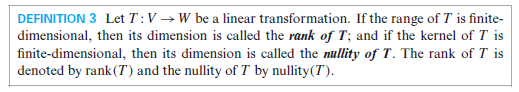 DEFINITION 3 Let T : V → W be a linear transformation. If the range of T is finite-
dimensional, then its dimension is called the rank of T; and if the kernel of T is
finite-dimensional, then its dimension is called the nullity of T. The rank of T is
denoted by rank(T) and the nullity of T by nullity(T).